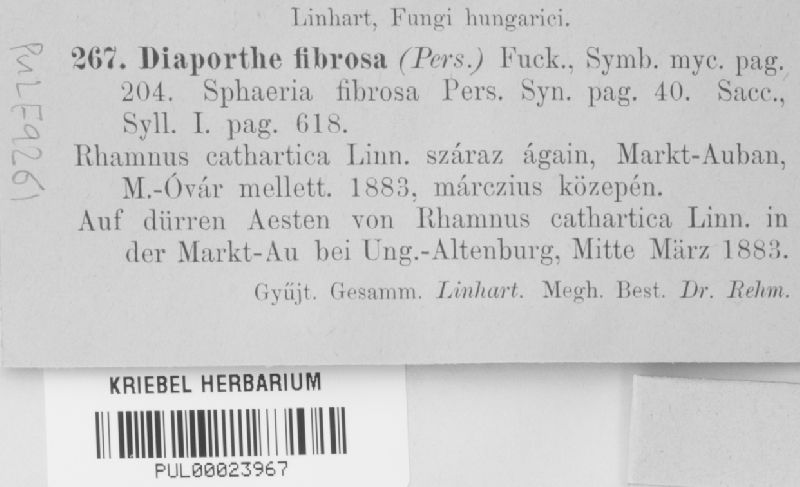 Linhart, Fungi hungarici.
267. Diaporthe fibrosa (Pers.) Fuck., Symb. myc. pag.
204. Sphaeria fibrosa Pers. Syn. pag. 40. Sacc.,
Syll. I. pag. 618.
Rhamnus cathartica Linn. száraz ágain, Markt-Auban,
M.-Óvár mellett. 1883, márczius közepén.
Auf dürren Aesten von Rhamnus cathartica Linn. in
der Markt-Au bei Ung.-Altenburg, Mitte März 1883.
Gyűjt. Gesamm. Linhart. Megh. Best. Dr. Rehm.
PUL F9261
KRIEBEL HERBARIUM
PUL00023967